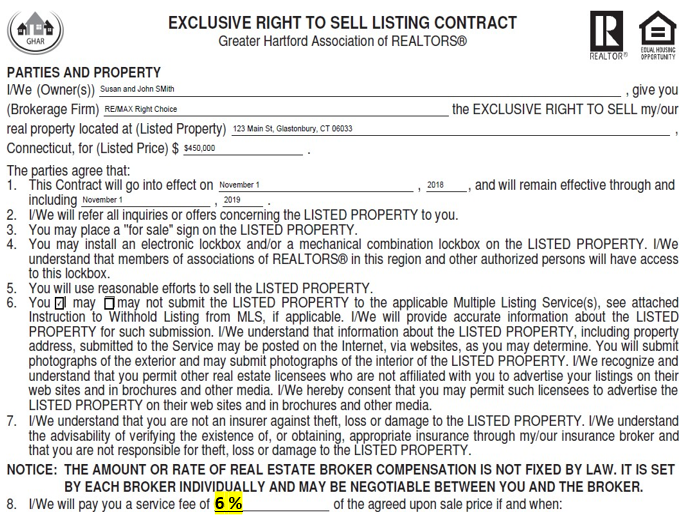 EXCLUSIVE RIGHT TO SELL LISTING CONTRACT
Greater Hartford Association of REALTORS®
GHAR
R
REALTOR®
EQUAL HOUSING
OPPORTUNITY
PARTIES AND PROPERTY
I/We (Owner(s)) Susan and John SMith , give you
(Brokerage Firm) RE/MAX Right Choice the EXCLUSIVE RIGHT TO SELL my/our
real property located at (Listed Property) 123 Main St, Glastonbury, CT 06033 ,
Connecticut, for (Listed Price) $ $450,000 .
The parties agree that:
1. This Contract will go into effect on November 1 , 2018 , and will remain effective through and
including November 1 , 2019 .
2. I/We will refer all inquiries or offers concerning the LISTED PROPERTY to you.
3. You may place a "for sale" sign on the LISTED PROPERTY.
4. You may install an electronic lockbox and/or a mechanical combination lockbox on the LISTED PROPERTY. I/We
understand that members of associations of REALTORS® in this region and other authorized persons will have access
to this lockbox.
5. You will use reasonable efforts to sell the LISTED PROPERTY.
6. You ☑ may ☐ may not submit the LISTED PROPERTY to the applicable Multiple Listing Service(s), see attached
Instruction to Withhold Listing from MLS, if applicable. I/We will provide accurate information about the LISTED
PROPERTY for such submission. I/We understand that information about the LISTED PROPERTY, including property
address, submitted to the Service may be posted on the Internet, via websites, as you may determine. You will submit
photographs of the exterior and may submit photographs of the interior of the LISTED PROPERTY. I/We recognize and
understand that you permit other real estate licensees who are not affiliated with you to advertise your listings on their
web sites and in brochures and other media. I/We hereby consent that you may permit such licensees to advertise the
LISTED PROPERTY on their web sites and in brochures and other media.
7. I/We understand that you are not an insurer against theft, loss or damage to the LISTED PROPERTY. I/We understand
the advisability of verifying the existence of, or obtaining, appropriate insurance through my/our insurance broker and
that you are not responsible for theft, loss or damage to the LISTED PROPERTY.
NOTICE: THE AMOUNT OR RATE OF REAL ESTATE BROKER COMPENSATION IS NOT FIXED BY LAW. IT IS SET
BY EACH BROKER INDIVIDUALLY AND MAY BE NEGOTIABLE BETWEEN YOU AND THE BROKER.
8. I/We will pay you a service fee of 6 % of the agreed upon sale price if and when: